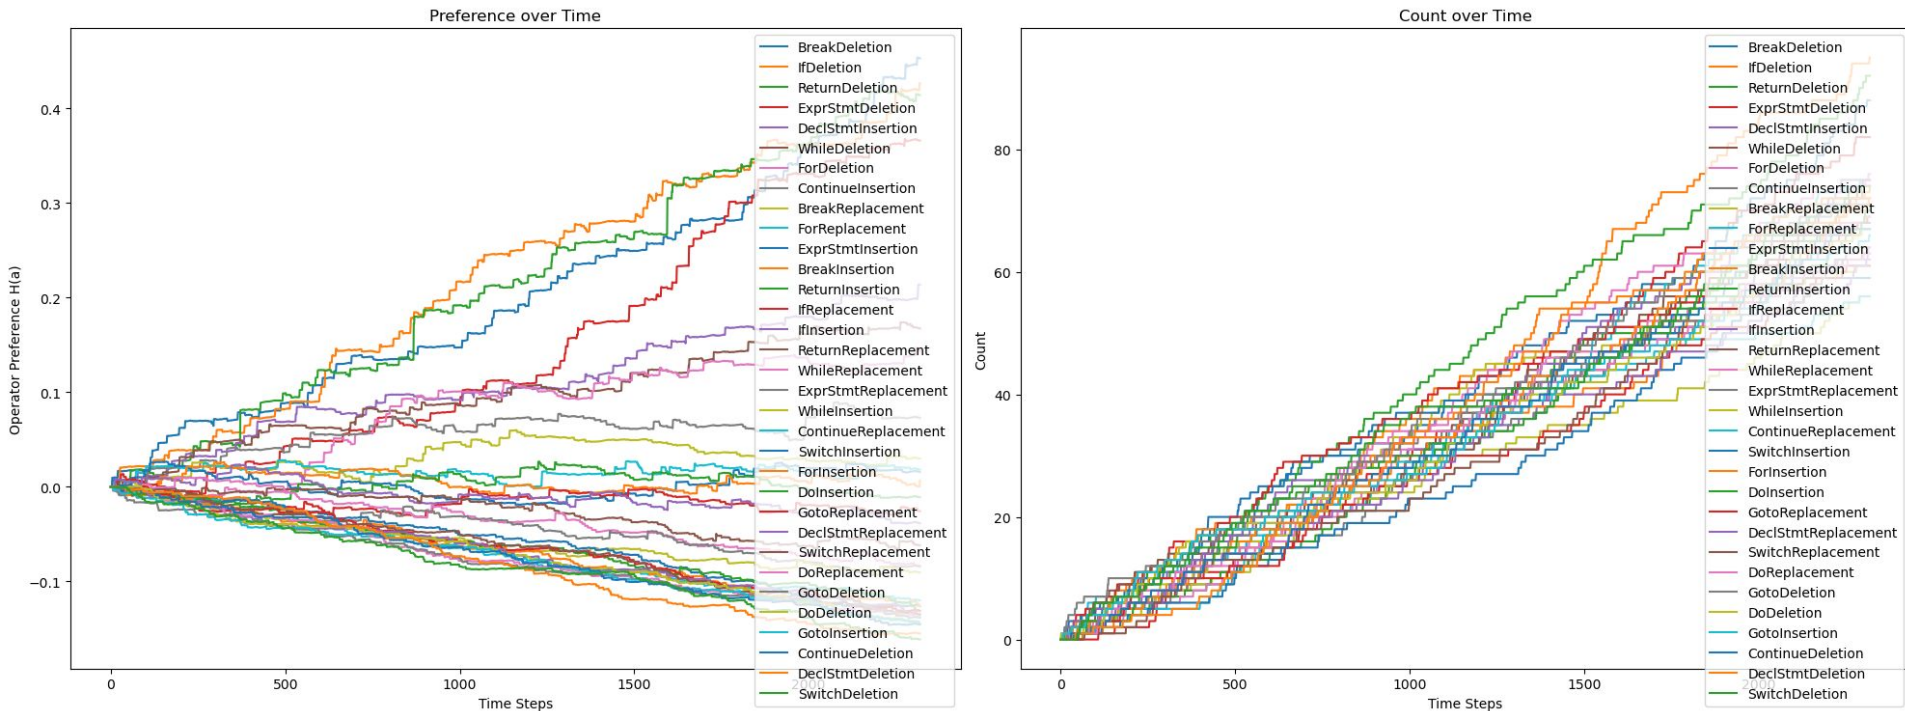 Preference over Time
Operator Preference H(a)
0.4
0.3
0.2
0.1
0.0
−0.1
0
500
1000
1500
2000
Time Steps
BreakDeletion
IfDeletion
ReturnDeletion
ExprStmtDeletion
DeclStmtInsertion
WhileDeletion
ForDeletion
ContinueInsertion
BreakReplacement
ForReplacement
ExprStmtInsertion
BreakInsertion
ReturnInsertion
IfReplacement
IfInsertion
ReturnReplacement
WhileReplacement
ExprStmtReplacement
WhileInsertion
ContinueReplacement
SwitchInsertion
ForInsertion
DoInsertion
GotoReplacement
DeclStmtReplacement
SwitchReplacement
DoReplacement
GotoDeletion
DoDeletion
GotoInsertion
ContinueDeletion
DeclStmtDeletion
SwitchDeletion
Count over Time
Count
80
60
40
20
0
0
500
1000
1500
2000
Time Steps
BreakDeletion
IfDeletion
ReturnDeletion
ExprStmtDeletion
DeclStmtInsertion
WhileDeletion
ForDeletion
ContinueInsertion
BreakReplacement
ForReplacement
ExprStmtInsertion
BreakInsertion
ReturnInsertion
IfReplacement
IfInsertion
ReturnReplacement
WhileReplacement
ExprStmtReplacement
WhileInsertion
ContinueReplacement
SwitchInsertion
ForInsertion
DoInsertion
GotoReplacement
DeclStmtReplacement
SwitchReplacement
DoReplacement
GotoDeletion
DoDeletion
GotoInsertion
ContinueDeletion
DeclStmtDeletion
SwitchDeletion